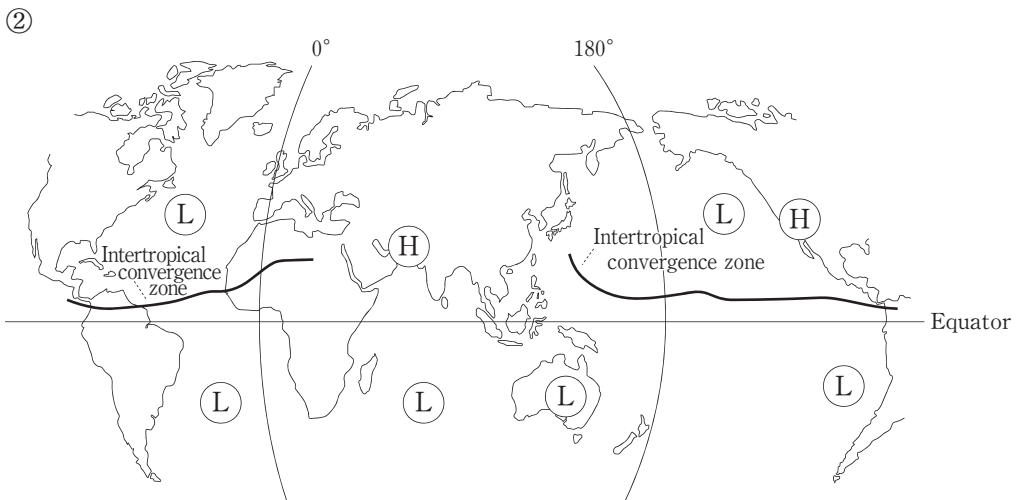 ②
0°
180°
L
L
H
H
Intertropical
convergence
zone
Intertropical
convergence zone
Equator
L
L
L
L